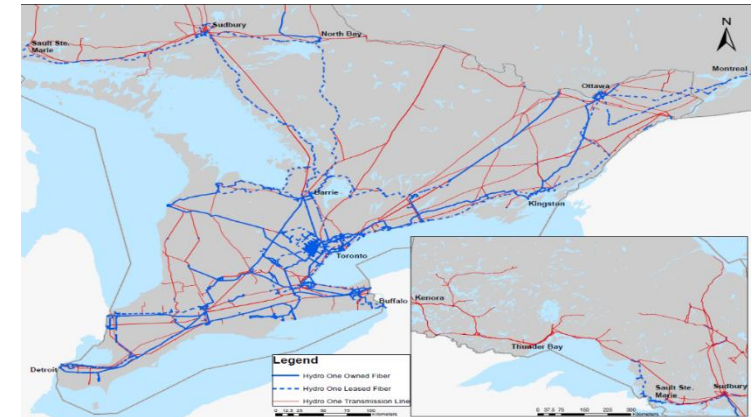 Sudbury
North Bay
Sault Ste.
Marie
N
Montreal
Ottawa
Barrie
Kingston
Toronto
Buffalo
Detroit
Legend
Hydro One Owned Fiber
Hydro One Leased Fiber
Hydro One Transmission Line
Kenora
Thunder Bay
Sault Ste.
Marie
Sudbury